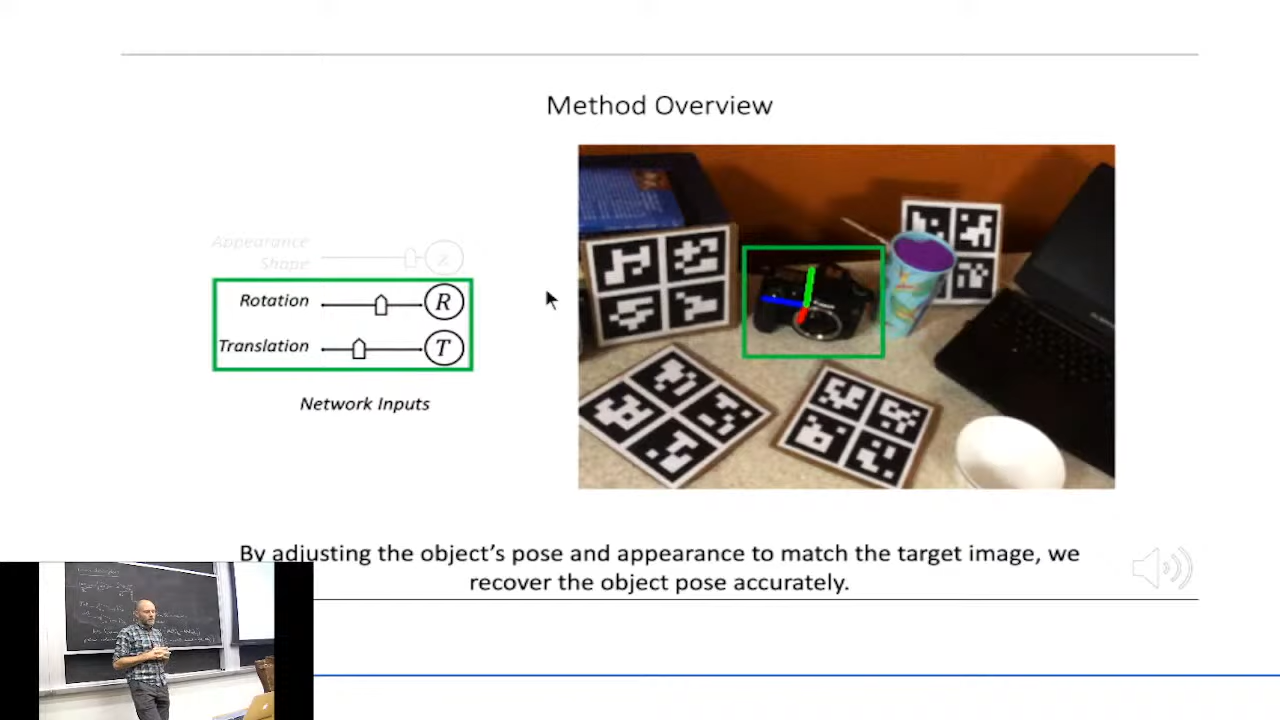 Method Overview
Appearance
Shape
z
Rotation
R
Translation
T
Network Inputs
By adjusting the object's pose and appearance to match the target image, we
recover the object pose accurately.